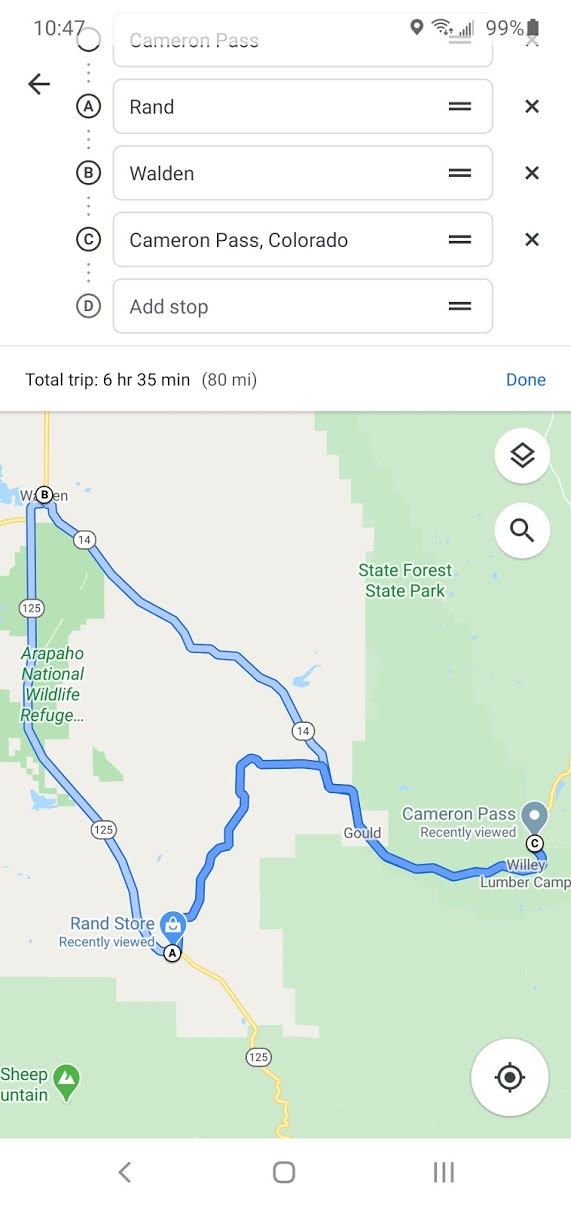 10:47
99%
Cameron Pass
A
Rand
B
Walden
C
Cameron Pass, Colorado
D
Add stop
Total trip: 6 hr 35 min (80 mi)
Done
B
14
State Forest
State Park
125
Arapaho
National
Wildlife
Refuge...
14
Cameron Pass
Recently viewed
125
Gould
C
Willey
Lumber Camp
Rand Store
Recently viewed
A
125
Sheep
untain